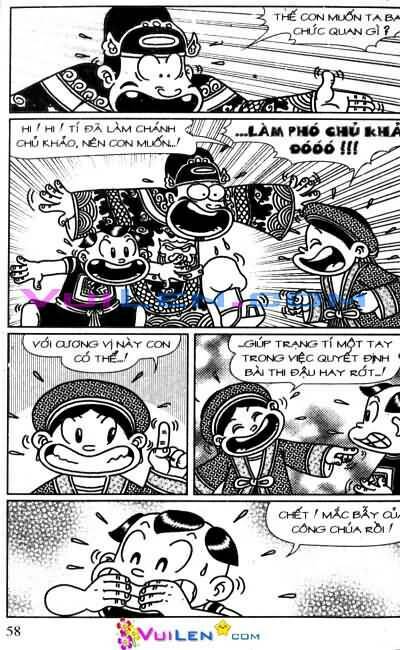 THẾ CON MUỐN TA BA
CHỨC QUAN GÌ ?
HI ! HI ! TÍ ĐÃ LÀM CHÁNH
CHỦ KHẢO, NÊN CON MUỐN...!
...LÀM PHÓ CHỦ KHẢ
ĐÓÓÓ !!!
VUILEN.COM
VỚI CƯƠNG VỊ NÀY CON
CÓ THỂ...!
...GIÚP TRẠNG TÍ MỘT TAY
TRONG VIỆC QUYẾT ĐỊNH
BÀI THI ĐẬU HAY RỚT...!
CHẾT ! MẮC BẪY CỦA
CÔNG CHÚA RỒI !
58
VUILEN.COM